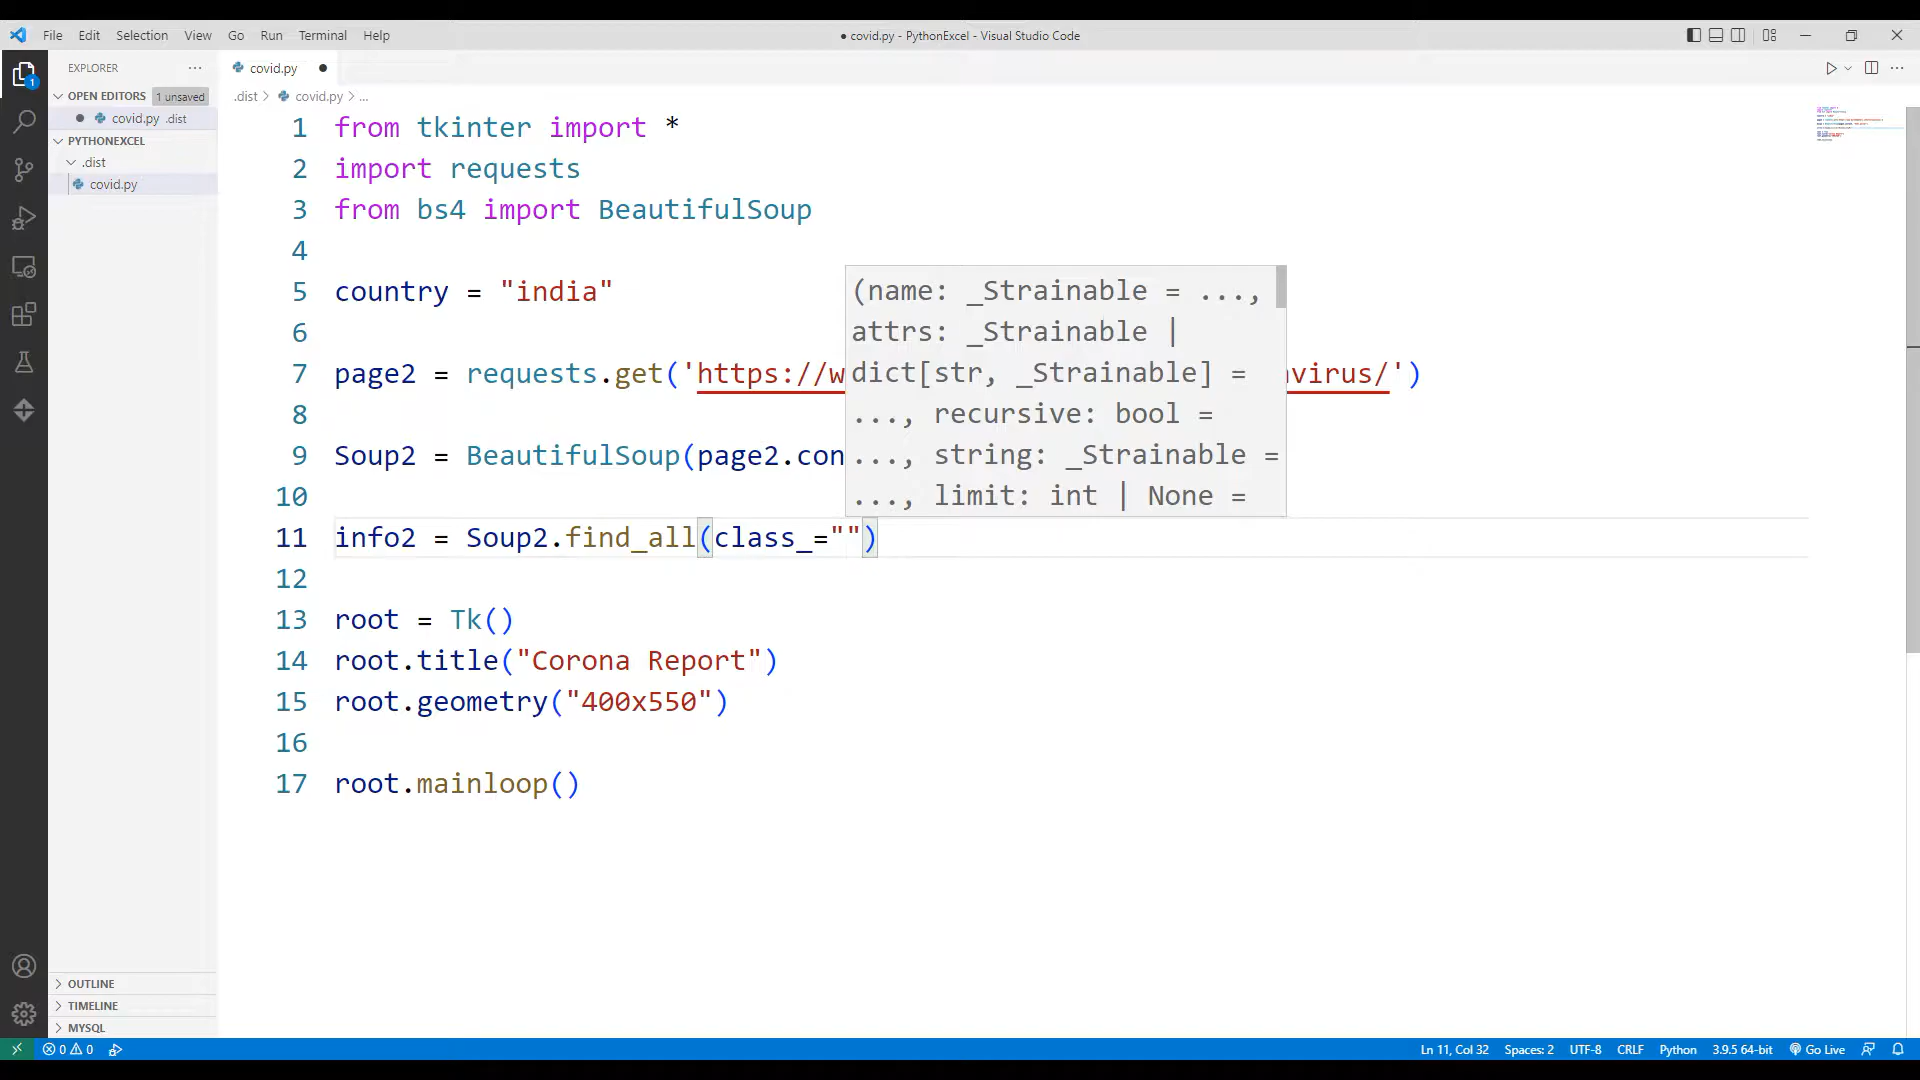 File Edit Selection View Go Run Terminal Help
● covid.py - PythonExcel - Visual Studio Code
EXPLORER ...
OPEN EDITORS 1 unsaved
● covid.py .dist
PYTHONEXCEL
.dist
covid.py
OUTLINE
TIMELINE
MYSQL
1
covid.py ●
.dist > covid.py > ...
1 from tkinter import *
2 import requests
3 from bs4 import BeautifulSoup
4
5 country = "india"
6
7 page2 = requests.get('https://w avirus/')
8
9 Soup2 = BeautifulSoup(page2.con
10
11 info2 = Soup2.find_all(class_="")
12
13 root = Tk()
14 root.title("Corona Report")
15 root.geometry("400x550")
16
17 root.mainloop()
(name: _Strainable = ...,
attrs: _Strainable |
dict[str, _Strainable] =
..., recursive: bool =
..., string: _Strainable =
..., limit: int | None =
0 0
Ln 11, Col 32 Spaces: 2 UTF-8 CRLF Python 3.9.5 64-bit Go Live